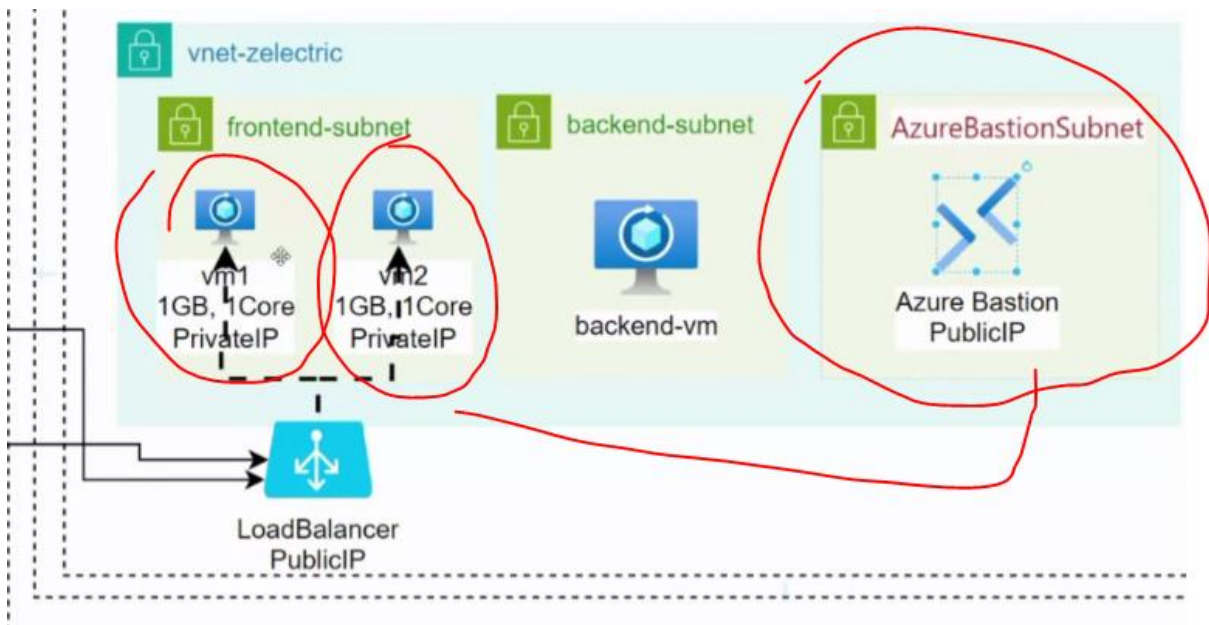 vnet-zelectric
frontend-subnet
backend-subnet
AzureBastionSubnet
vm1
1GB, 1Core
PrivateIP
vm2
1GB, 1Core
PrivateIP
backend-vm
Azure Bastion
PublicIP
LoadBalancer
PublicIP